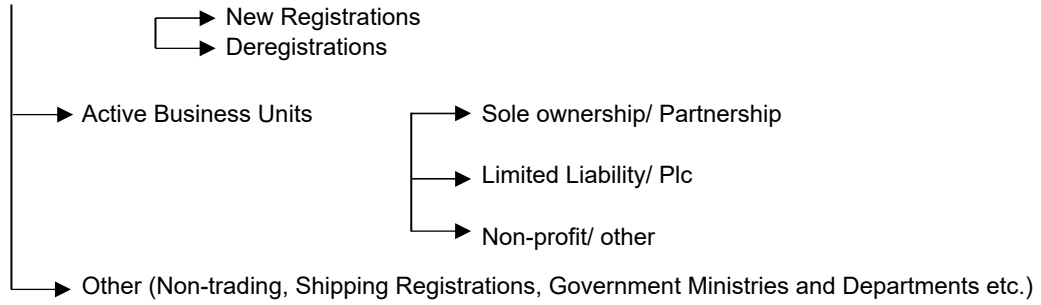 New Registrations
Deregistrations
Active Business Units
Sole ownership/ Partnership
Limited Liability/ Plc
Non-profit/ other
Other (Non-trading, Shipping Registrations, Government Ministries and Departments etc.)